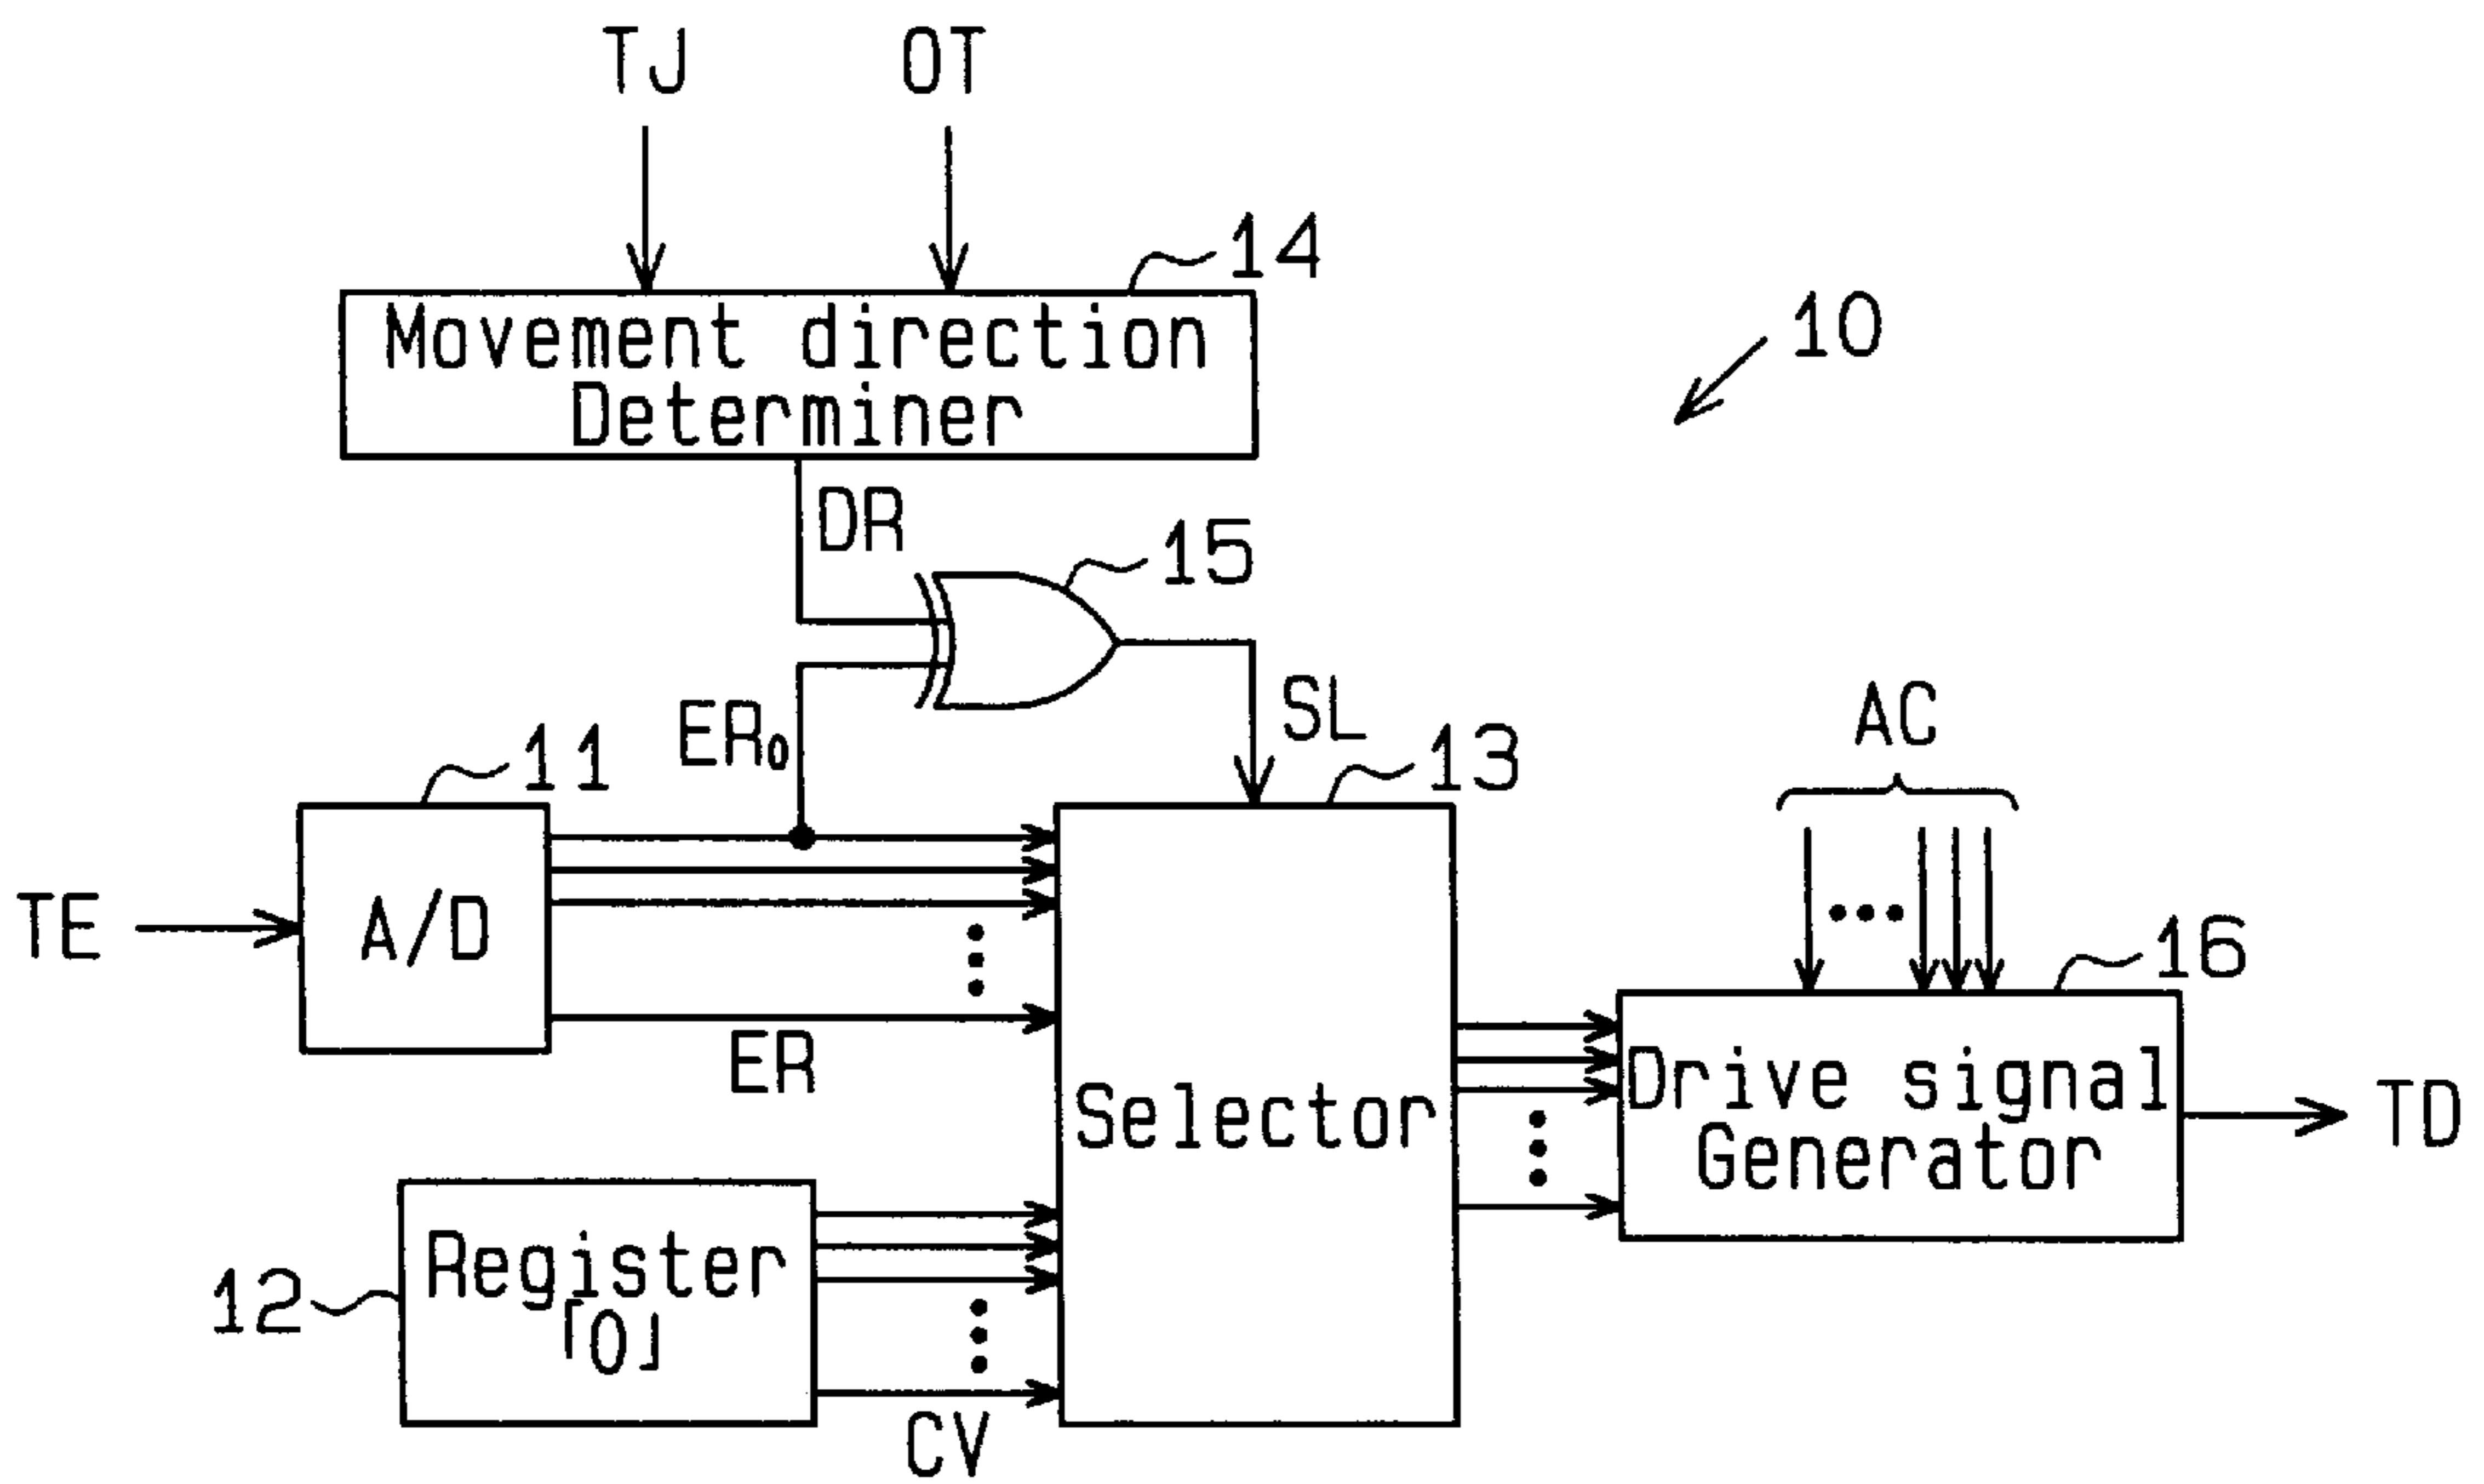 TJ
OT
14
Movement direction
Determiner
10
DR
15
ER₀
SL
11
13
AC
TE
A/D
16
ER
Selector
Drive signal
Generator
TD
12
Register
「0」
CV